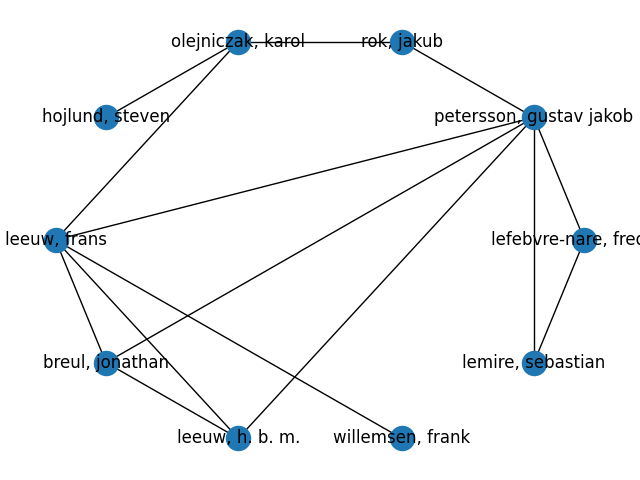 olejniczak, karol
rok, jakub
hojlund, steven
petersson, gustav jakob
leeuw, frans
lefebvre-nare, fred
breul, jonathan
lemire, sebastian
leeuw, h. b. m.
willemsen, frank